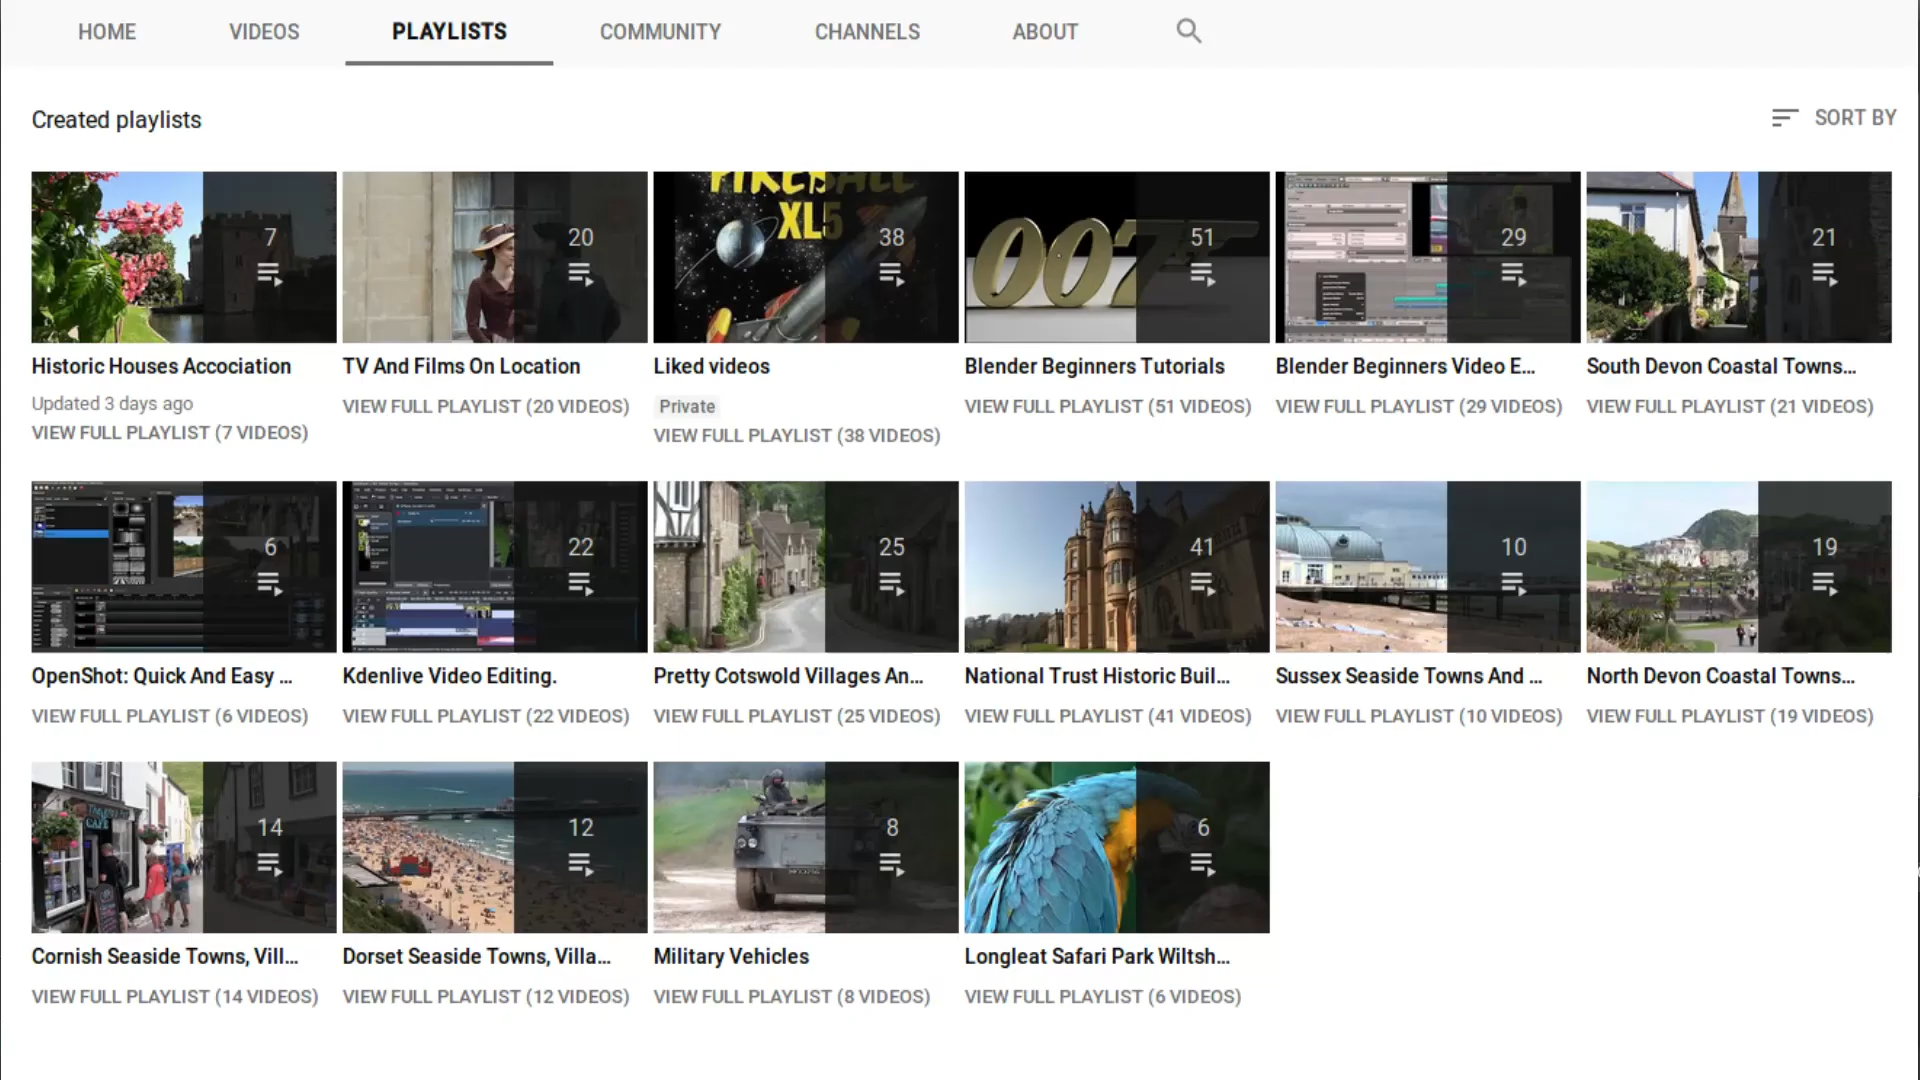 HOME VIDEOS PLAYLISTS COMMUNITY CHANNELS ABOUT
Created playlists SORT BY
FIREBALL
XL5
007
7 20 38 51 29 21
Historic Houses Accociation TV And Films On Location Liked videos Blender Beginners Tutorials Blender Beginners Video E... South Devon Coastal Towns...
Updated 3 days ago VIEW FULL PLAYLIST (20 VIDEOS) Private VIEW FULL PLAYLIST (51 VIDEOS) VIEW FULL PLAYLIST (29 VIDEOS) VIEW FULL PLAYLIST (21 VIDEOS)
VIEW FULL PLAYLIST (7 VIDEOS) VIEW FULL PLAYLIST (38 VIDEOS)
6 22 25 41 10 19
OpenShot: Quick And Easy ... Kdenlive Video Editing. Pretty Cotswold Villages An... National Trust Historic Buil... Sussex Seaside Towns And ... North Devon Coastal Towns...
VIEW FULL PLAYLIST (6 VIDEOS) VIEW FULL PLAYLIST (22 VIDEOS) VIEW FULL PLAYLIST (25 VIDEOS) VIEW FULL PLAYLIST (41 VIDEOS) VIEW FULL PLAYLIST (10 VIDEOS) VIEW FULL PLAYLIST (19 VIDEOS)
CAFE
14 12 8 6
Cornish Seaside Towns, Vill... Dorset Seaside Towns, Villa... Military Vehicles Longleat Safari Park Wiltsh...
VIEW FULL PLAYLIST (14 VIDEOS) VIEW FULL PLAYLIST (12 VIDEOS) VIEW FULL PLAYLIST (8 VIDEOS) VIEW FULL PLAYLIST (6 VIDEOS)